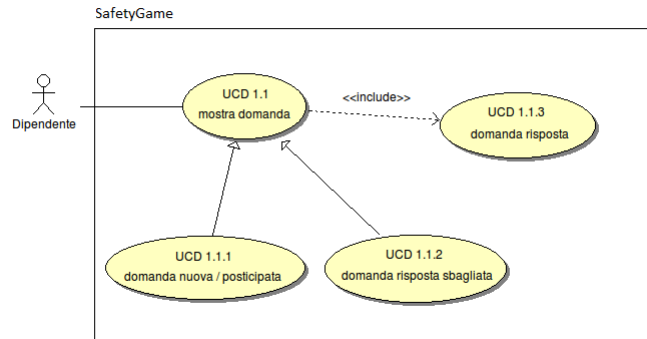 SafetyGame
UCD 1.1
mostra domanda
<<include>>
UCD 1.1.3
domanda risposta
Dipendente
UCD 1.1.1
domanda nuova / posticipata
UCD 1.1.2
domanda risposta sbagliata